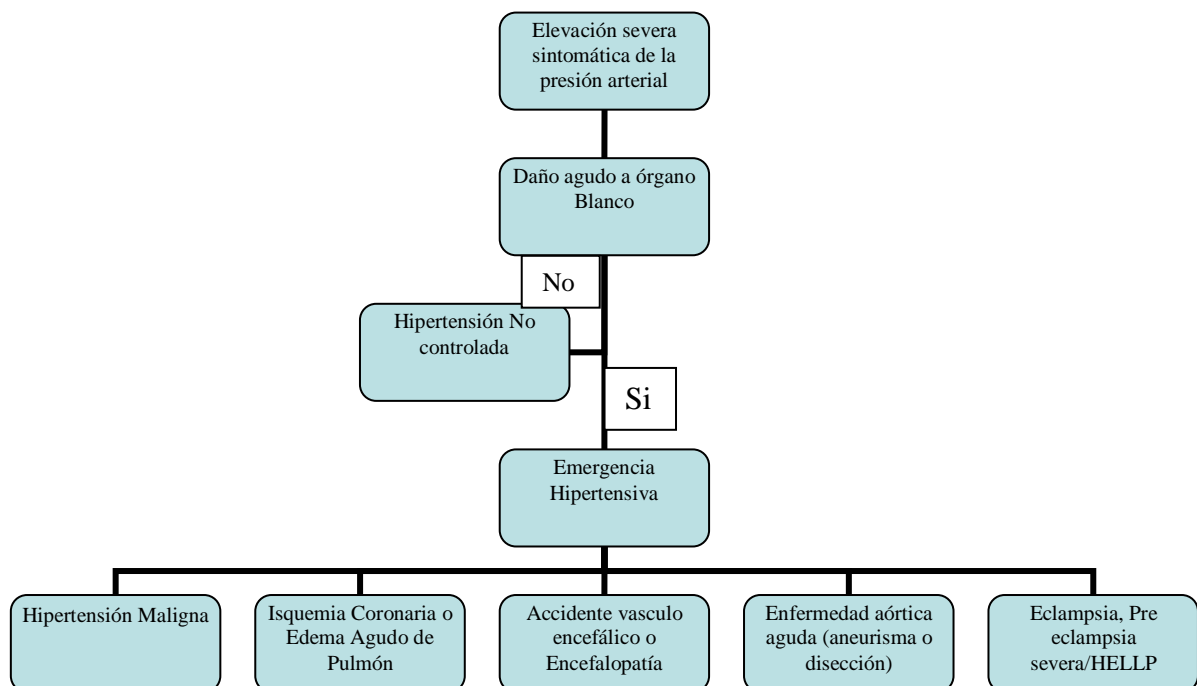 Elevación severa
sintomática de la
presión arterial
Daño agudo a órgano
Blanco
No
Hipertensión No
controlada
Si
Emergencia
Hipertensiva
Hipertensión Maligna
Isquemia Coronaria o
Edema Agudo de
Pulmón
Accidente vasculo
encefálico o
Encefalopatía
Enfermedad aórtica
aguda (aneurisma o
disección)
Eclampsia, Pre
eclampsia
severa/HELLP